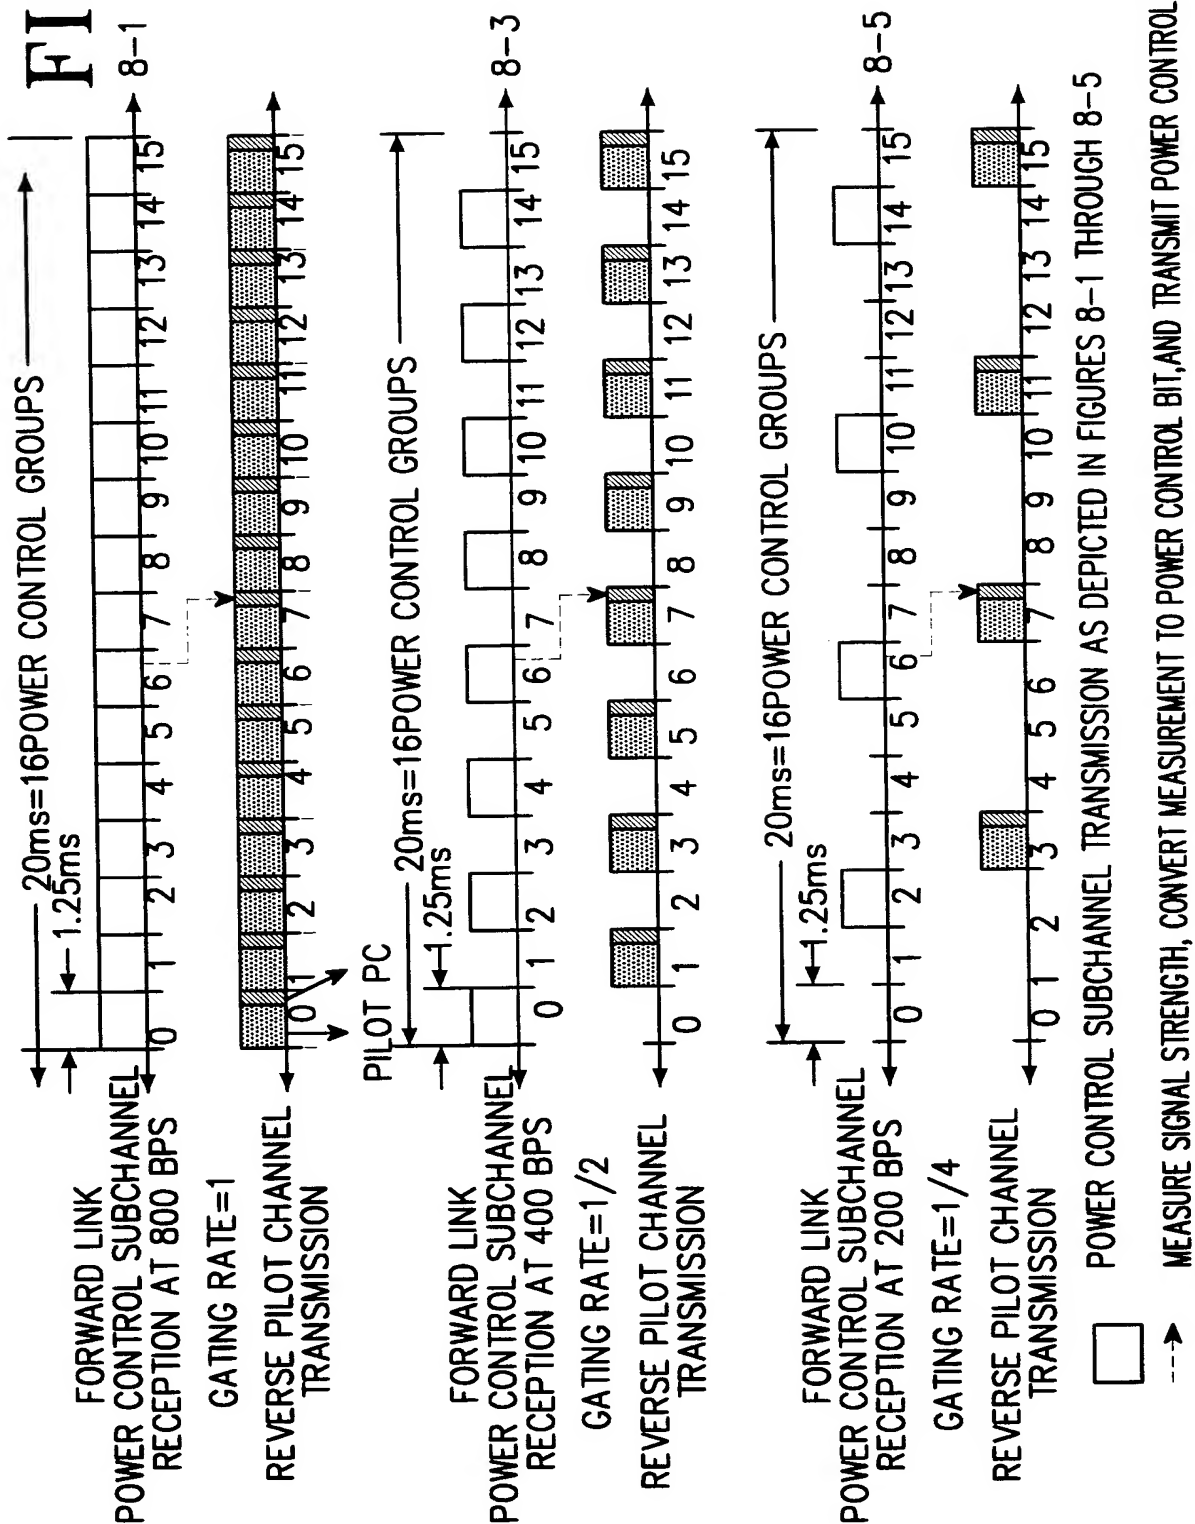 FI
20ms=16POWER CONTROL GROUPS
1.25ms
FORWARD LINK
POWER CONTROL SUBCHANNEL
RECEPTION AT 800 BPS
0 1 2 3 4 5 6 7 8 9 10 11 12 13 14 15
8-1
GATING RATE=1
REVERSE PILOT CHANNEL
TRANSMISSION
0 1 2 3 4 5 6 7 8 9 10 11 12 13 14 15
PILOT PC
20ms=16POWER CONTROL GROUPS
1.25ms
FORWARD LINK
POWER CONTROL SUBCHANNEL
RECEPTION AT 400 BPS
0 1 2 3 4 5 6 7 8 9 10 11 12 13 14 15
8-3
GATING RATE=1/2
REVERSE PILOT CHANNEL
TRANSMISSION
0 1 2 3 4 5 6 7 8 9 10 11 12 13 14 15
20ms=16POWER CONTROL GROUPS
1.25ms
FORWARD LINK
POWER CONTROL SUBCHANNEL
RECEPTION AT 200 BPS
0 1 2 3 4 5 6 7 8 9 10 11 12 13 14 15
8-5
GATING RATE=1/4
REVERSE PILOT CHANNEL
TRANSMISSION
0 1 2 3 4 5 6 7 8 9 10 11 12 13 14 15
POWER CONTROL SUBCHANNEL TRANSMISSION AS DEPICTED IN FIGURES 8-1 THROUGH 8-5
MEASURE SIGNAL STRENGTH, CONVERT MEASUREMENT TO POWER CONTROL BIT,AND TRANSMIT POWER CONTROL